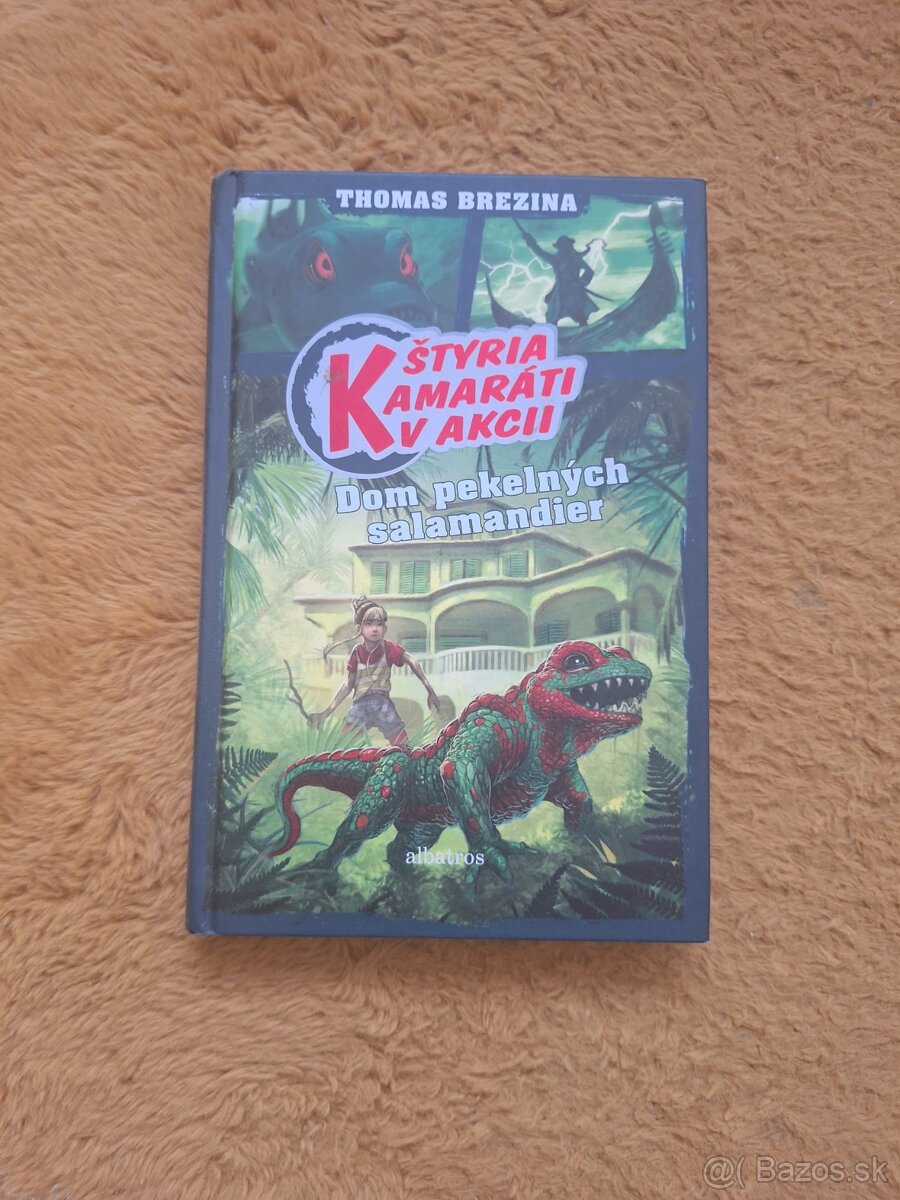 THOMAS BREZINA
ŠTYRIA
KAMARÁTI
V AKCII
Dom pekelných
salamandier
albatros
@( Bazos.sk